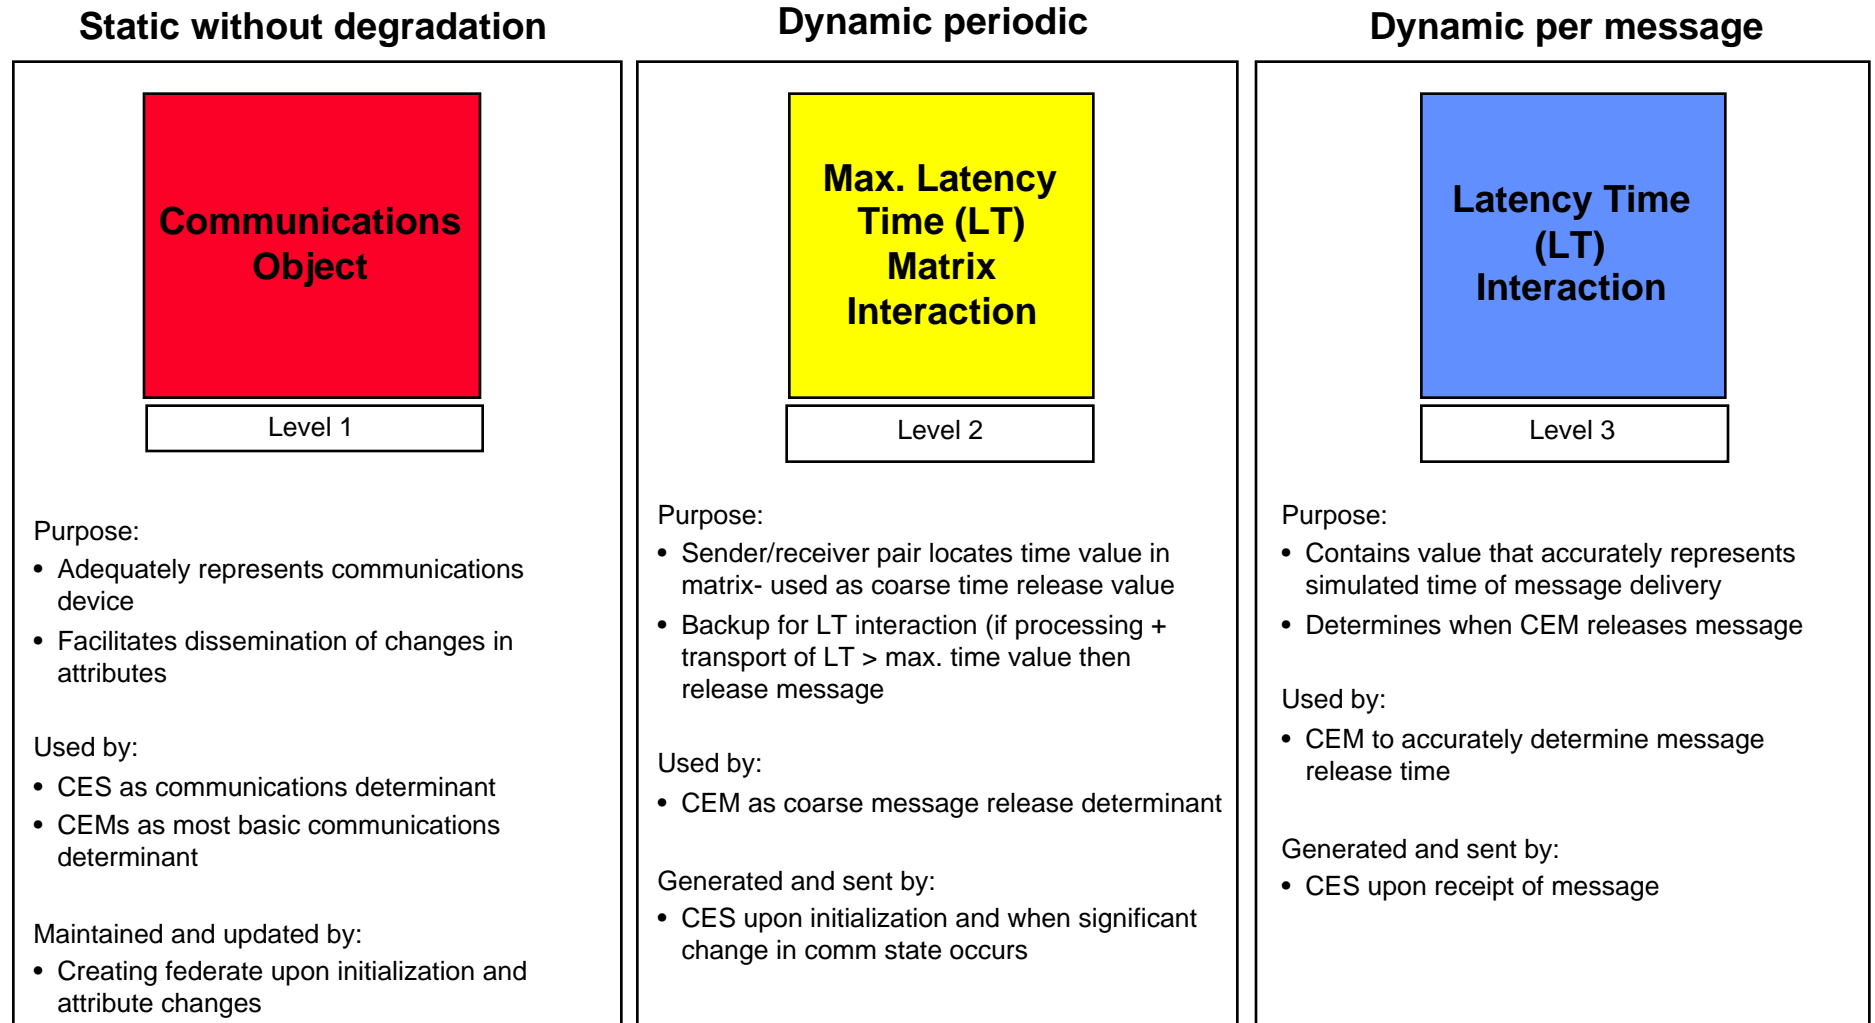 Static without degradation
Communications
Object
Level 1
Purpose:
• Adequately represents communications
device
• Facilitates dissemination of changes in
attributes
Used by:
• CES as communications determinant
• CEMs as most basic communications
determinant
Maintained and updated by:
• Creating federate upon initialization and
attribute changes
Dynamic periodic
Max. Latency
Time (LT)
Matrix
Interaction
Level 2
Purpose:
• Sender/receiver pair locates time value in
matrix- used as coarse time release value
• Backup for LT interaction (if processing +
transport of LT > max. time value then
release message
Used by:
• CEM as coarse message release determinant
Generated and sent by:
• CES upon initialization and when significant
change in comm state occurs
Dynamic per message
Latency Time
(LT)
Interaction
Level 3
Purpose:
• Contains value that accurately represents
simulated time of message delivery
• Determines when CEM releases message
Used by:
• CEM to accurately determine message
release time
Generated and sent by:
• CES upon receipt of message